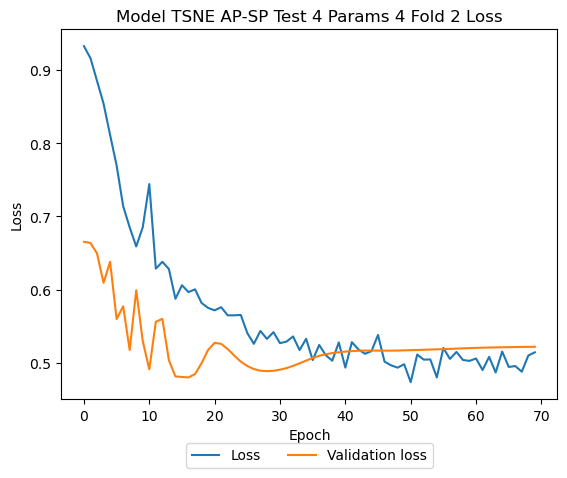 Model TSNE AP-SP Test 4 Params 4 Fold 2 Loss
0.9
0.8
0.7
0.6
0.5
Loss
0 10 20 30 40 50 60 70
Epoch
Loss Validation loss